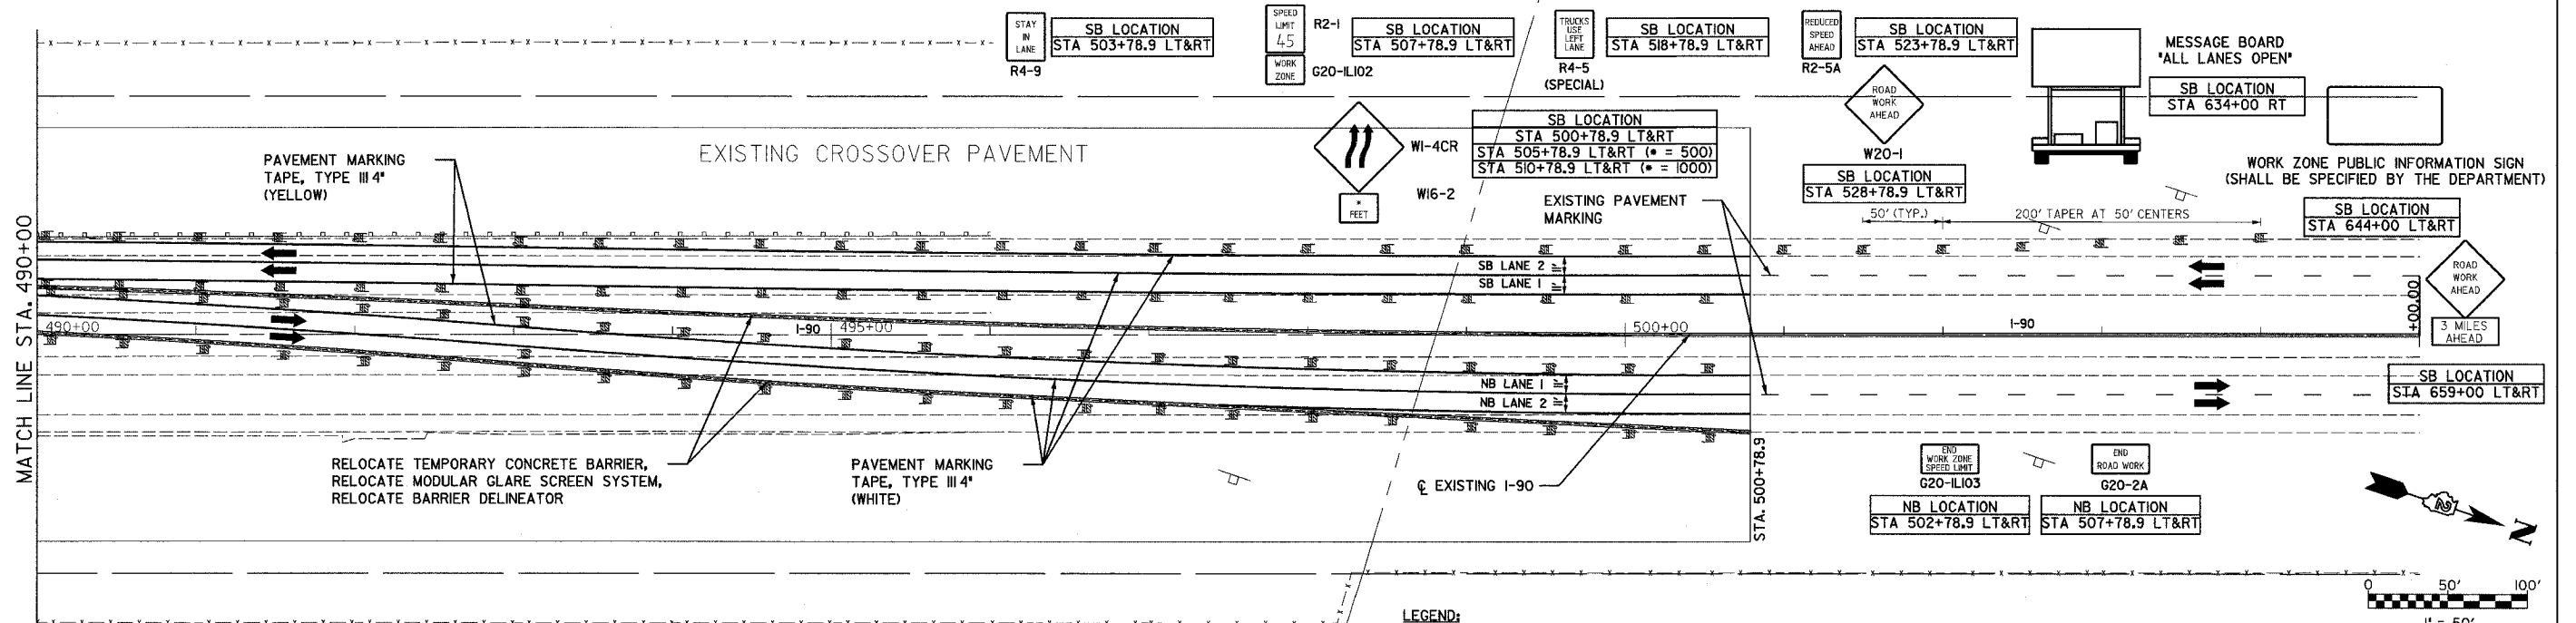 STAY
IN
LANE
R4-9
SB LOCATION
STA 503+78.9 LT&RT
SPEED
LIMIT
45
R2-1
WORK
ZONE
G20-IL102
SB LOCATION
STA 507+78.9 LT&RT
TRUCKS
USE
LEFT
LANE
R4-5
(SPECIAL)
SB LOCATION
STA 518+78.9 LT&RT
REDUCED
SPEED
AHEAD
R2-5A
SB LOCATION
STA 523+78.9 LT&RT
MESSAGE BOARD
"ALL LANES OPEN"
SB LOCATION
STA 634+00 RT
ROAD
WORK
AHEAD
W20-1
SB LOCATION
STA 528+78.9 LT&RT
WORK ZONE PUBLIC INFORMATION SIGN
(SHALL BE SPECIFIED BY THE DEPARTMENT)
SB LOCATION
STA 644+00 LT&RT
W1-4CR
W16-2
*
FEET
SB LOCATION
STA 500+78.9 LT&RT
STA 505+78.9 LT&RT (* = 500)
STA 510+78.9 LT&RT (* = 1000)
EXISTING CROSSOVER PAVEMENT
PAVEMENT MARKING
TAPE, TYPE III 4"
(YELLOW)
EXISTING PAVEMENT
MARKING
50' (TYP.)
200' TAPER AT 50' CENTERS
MATCH LINE STA. 490+00
SB LANE 2
SB LANE 1
490+00
I-90
495+00
500+00
I-90
+00.00
NB LANE 1
NB LANE 2
ROAD
WORK
AHEAD
3 MILES
AHEAD
SB LOCATION
STA 659+00 LT&RT
RELOCATE TEMPORARY CONCRETE BARRIER,
RELOCATE MODULAR GLARE SCREEN SYSTEM,
RELOCATE BARRIER DELINEATOR
PAVEMENT MARKING
TAPE, TYPE III 4"
(WHITE)
℄ EXISTING I-90
STA. 500+78.9
END
WORK ZONE
SPEED LIMIT
G20-IL103
NB LOCATION
STA 502+78.9 LT&RT
END
ROAD WORK
G20-2A
NB LOCATION
STA 507+78.9 LT&RT
N
0 50' 100'
1" = 50'
LEGEND: